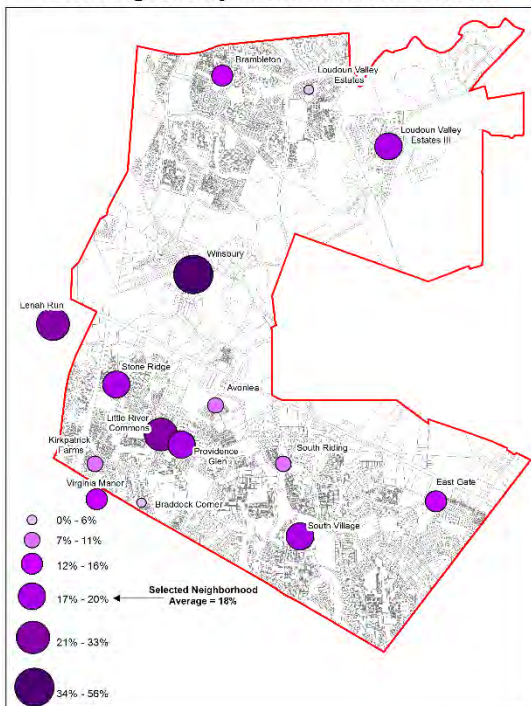 Brambleton
Loudoun Valley
Estates
Loudoun Valley
Estates III
Winsbury
Lenah Run
Stone Ridge
Avonlea
Little River
Commons
Kirkpatrick
Farms
Providence
Glen
South Riding
Virginia Manor
Braddock Corner
East Gate
South Village
0% - 6%
7% - 11%
12% - 16%
17% - 20%
Selected Neighborhood
Average = 18%
21% - 33%
34% - 56%